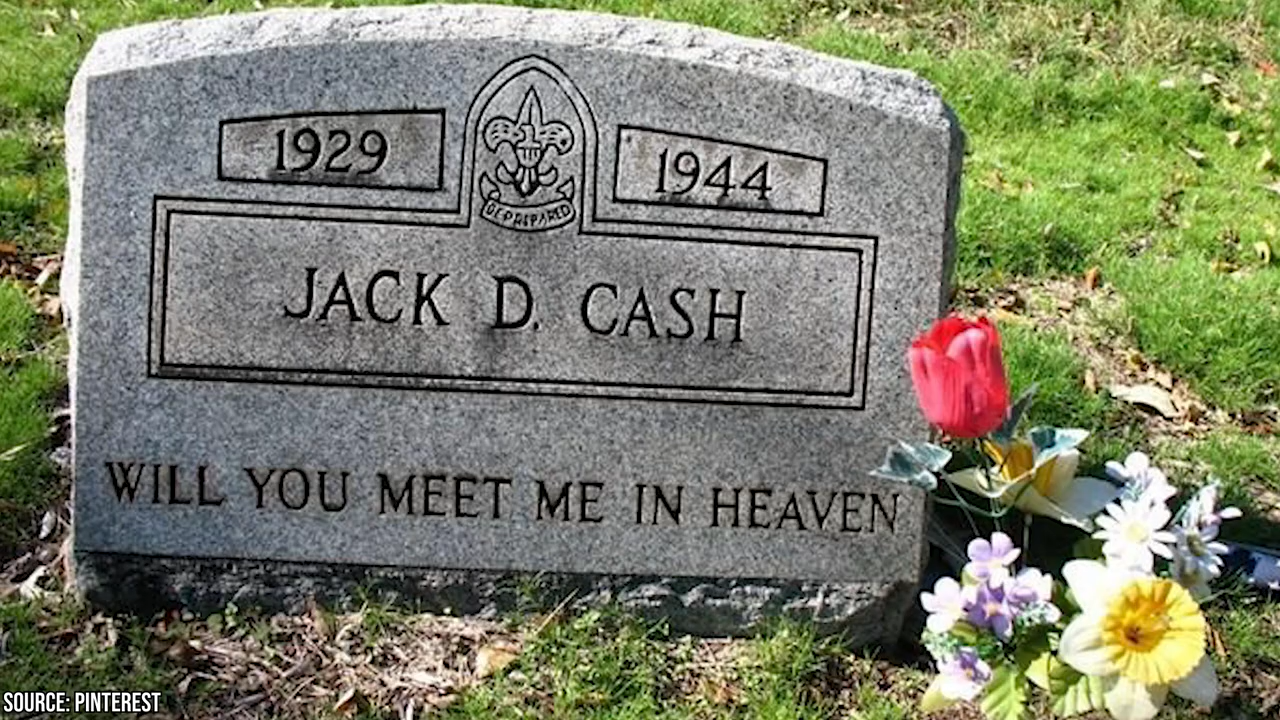 1929
1944
BE PREPARED
JACK D. CASH
WILL YOU MEET ME IN HEAVEN
SOURCE: PINTEREST